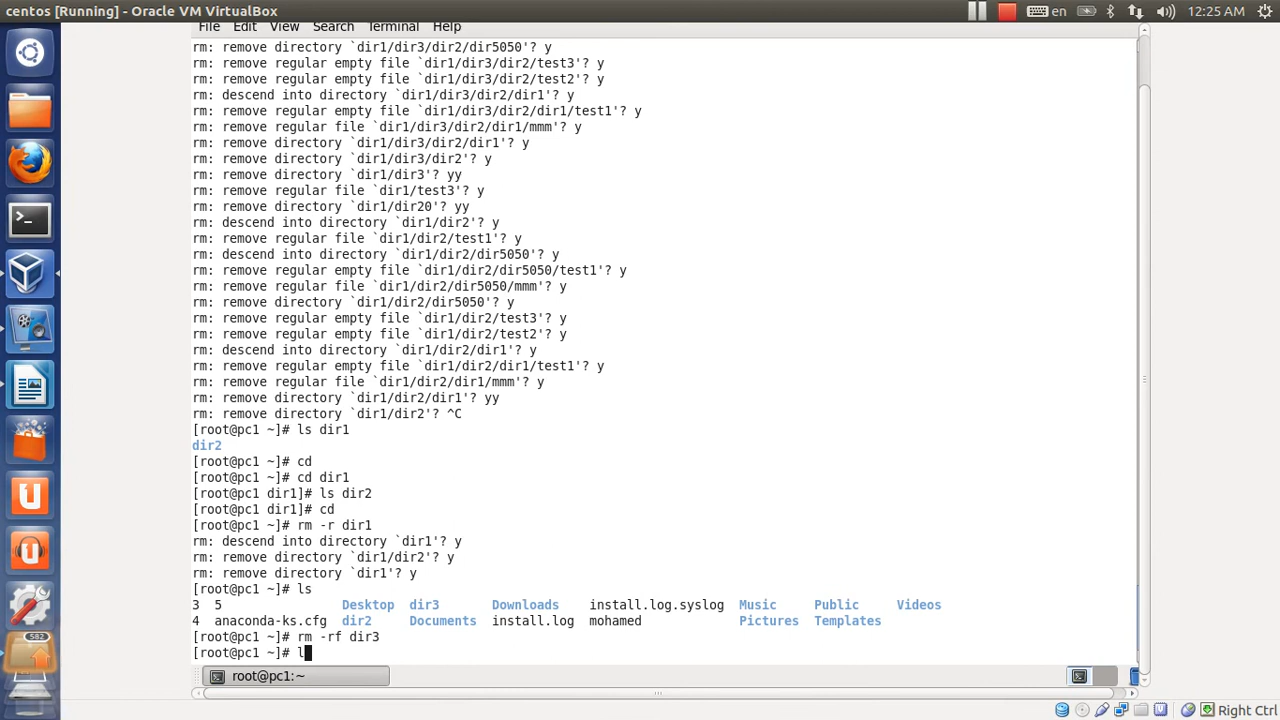 centos [Running] - Oracle VM VirtualBox
en
12:25 AM
File Edit View Search Terminal Help
rm: remove directory `dir1/dir3/dir2/dir5050'? y
rm: remove regular empty file `dir1/dir3/dir2/test3'? y
rm: remove regular empty file `dir1/dir3/dir2/test2'? y
rm: descend into directory `dir1/dir3/dir2/dir1'? y
rm: remove regular empty file `dir1/dir3/dir2/dir1/test1'? y
rm: remove regular file `dir1/dir3/dir2/dir1/mmm'? y
rm: remove directory `dir1/dir3/dir2/dir1'? y
rm: remove directory `dir1/dir3/dir2'? y
rm: remove directory `dir1/dir3'? yy
rm: remove regular file `dir1/test3'? y
rm: remove directory `dir1/dir20'? yy
rm: descend into directory `dir1/dir2'? y
rm: remove regular file `dir1/dir2/test1'? y
rm: descend into directory `dir1/dir2/dir5050'? y
rm: remove regular empty file `dir1/dir2/dir5050/test1'? y
rm: remove regular file `dir1/dir2/dir5050/mmm'? y
rm: remove directory `dir1/dir2/dir5050'? y
rm: remove regular empty file `dir1/dir2/test3'? y
rm: remove regular empty file `dir1/dir2/test2'? y
rm: descend into directory `dir1/dir2/dir1'? y
rm: remove regular empty file `dir1/dir2/dir1/test1'? y
rm: remove regular file `dir1/dir2/dir1/mmm'? y
rm: remove directory `dir1/dir2/dir1'? yy
rm: remove directory `dir1/dir2'? ^C
[root@pc1 ~]# ls dir1
dir2
[root@pc1 ~]# cd
[root@pc1 ~]# cd dir1
[root@pc1 dir1]# ls dir2
[root@pc1 dir1]# cd
[root@pc1 ~]# rm -r dir1
rm: descend into directory `dir1'? y
rm: remove directory `dir1/dir2'? y
rm: remove directory `dir1'? y
[root@pc1 ~]# ls
3 5 Desktop dir3 Downloads install.log.syslog Music Public Videos
4 anaconda-ks.cfg dir2 Documents install.log mohamed Pictures Templates
[root@pc1 ~]# rm -rf dir3
[root@pc1 ~]# l
582
root@pc1:~
Right Ctrl